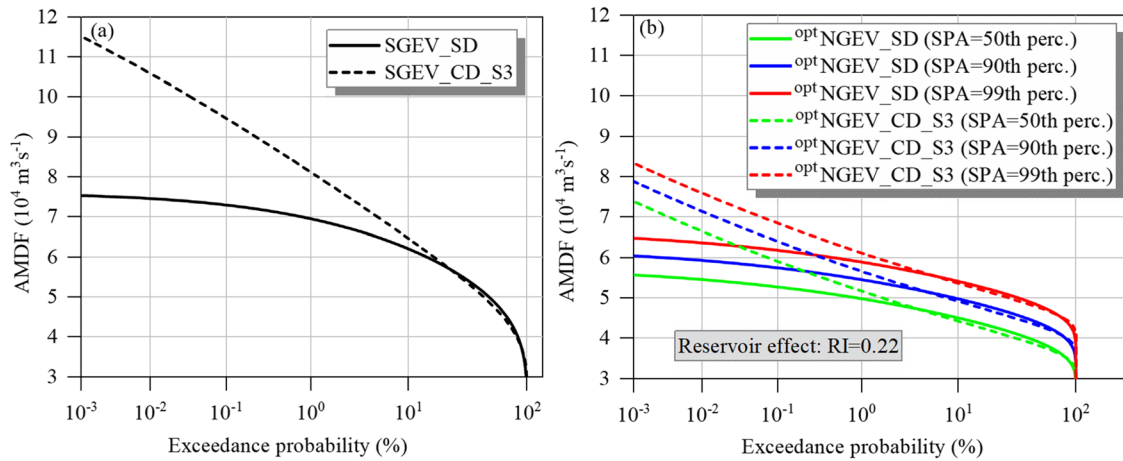 (a)
SGEV_SD
SGEV_CD_S3
12
11
10
9
8
7
6
5
4
3
AMDF (10⁴ m³s⁻¹)
10⁻³ 10⁻² 10⁻¹ 10⁰ 10¹ 10²
Exceedance probability (%)
(b)
optNGEV_SD (SPA=50th perc.)
optNGEV_SD (SPA=90th perc.)
optNGEV_SD (SPA=99th perc.)
optNGEV_CD_S3 (SPA=50th perc.)
optNGEV_CD_S3 (SPA=90th perc.)
optNGEV_CD_S3 (SPA=99th perc.)
12
11
10
9
8
7
6
5
4
3
AMDF (10⁴ m³s⁻¹)
Reservoir effect: RI=0.22
10⁻³ 10⁻² 10⁻¹ 10⁰ 10¹ 10²
Exceedance probability (%)